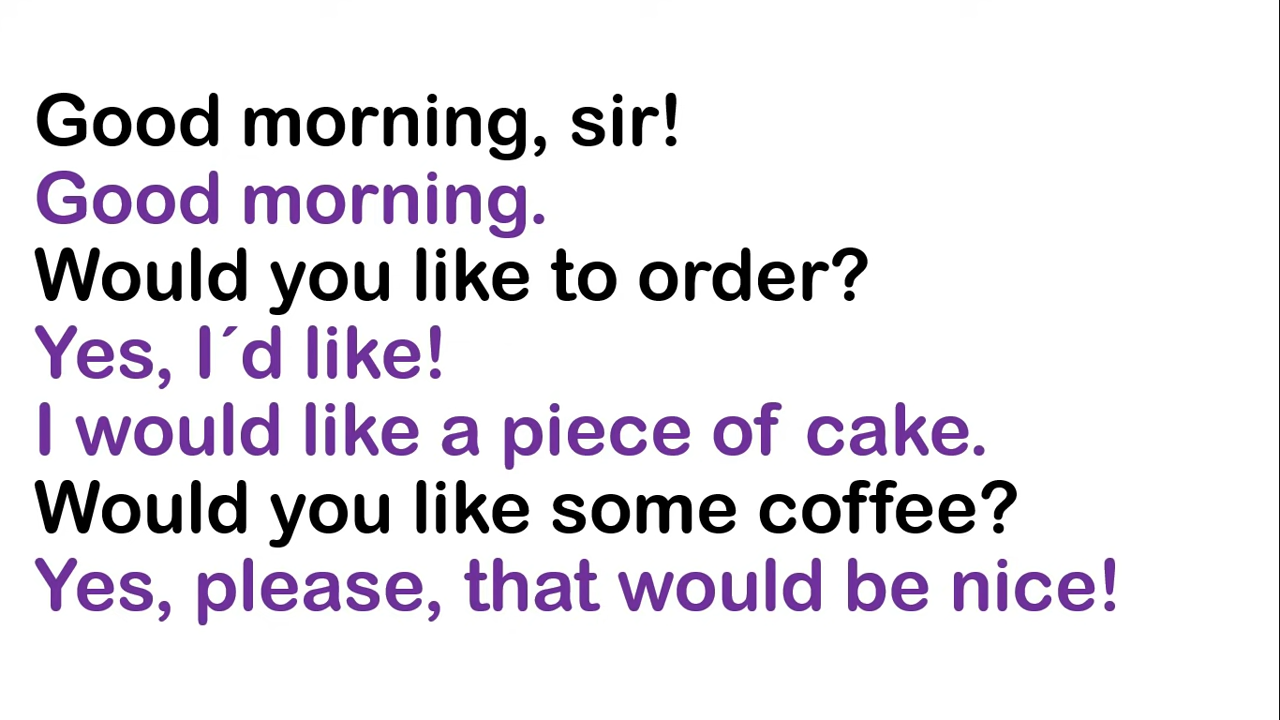 Good morning, sir!
Good morning.
Would you like to order?
Yes, I´d like!
I would like a piece of cake.
Would you like some coffee?
Yes, please, that would be nice!